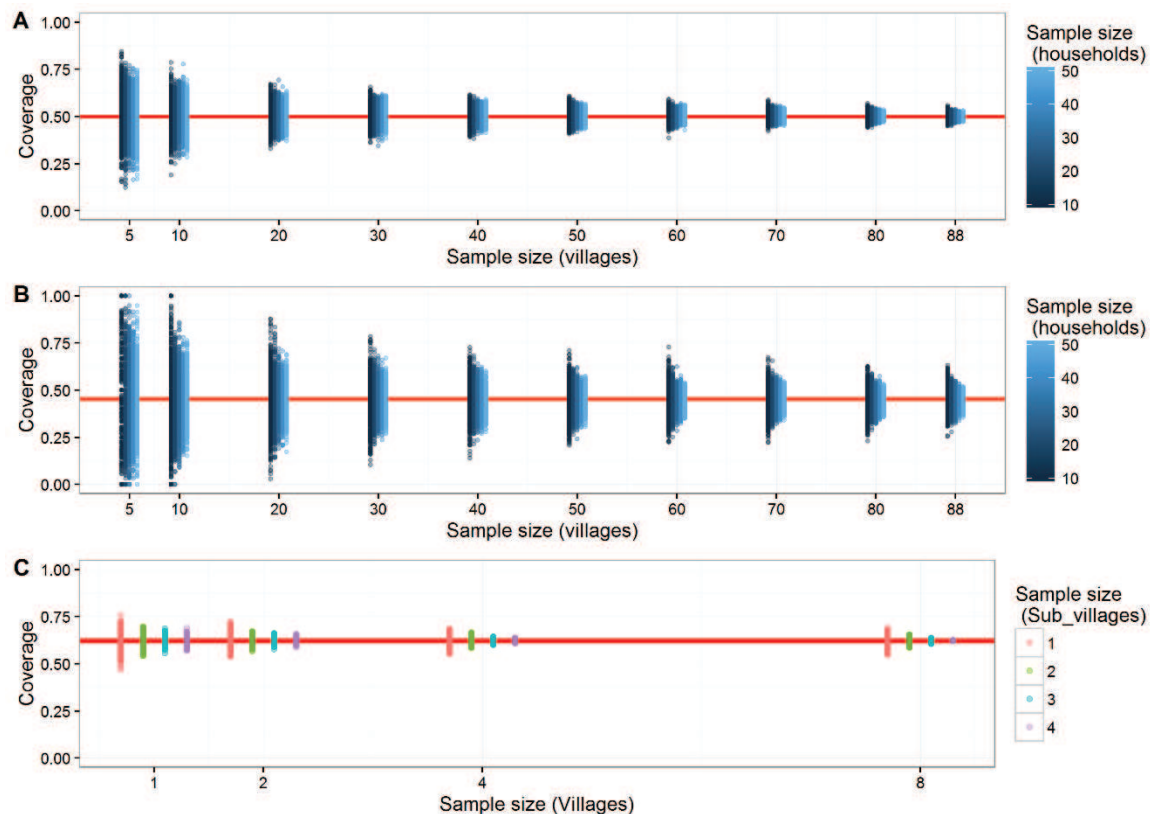 A
1.00
0.75
0.50
0.25
0.00
Coverage
5 10 20 30 40 50 60 70 80 88
Sample size (villages)
Sample size
(households)
50
40
30
20
10
B
1.00
0.75
0.50
0.25
0.00
Coverage
5 10 20 30 40 50 60 70 80 88
Sample size (villages)
Sample size
(households)
50
40
30
20
10
C
1.00
0.75
0.50
0.25
0.00
Coverage
1 2 4 8
Sample size (Villages)
Sample size
(Sub_villages)
1
2
3
4